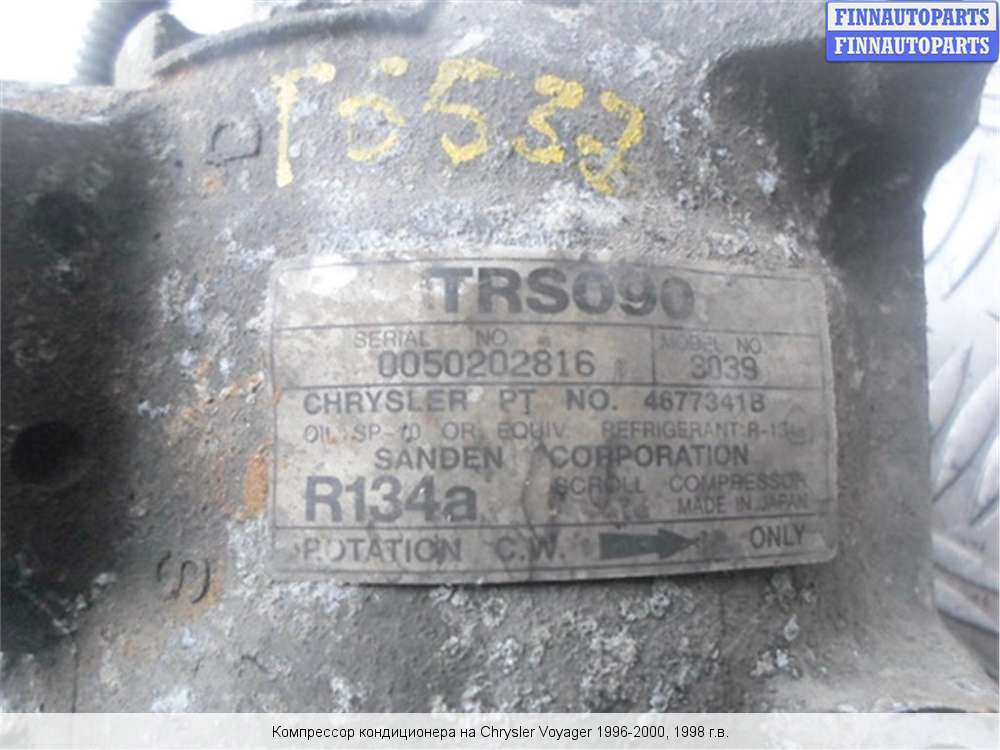 FINNAUTOPARTS
FINNAUTOPARTS
D
TRS090
SERIAL NO
0050202816
MODEL NO
3039
CHRYSLER PT NO. 4677341B
OIL SP-10 OR EQUIV REFRIGERANT:R-134a
SANDEN CORPORATION
R134a
SCROLL COMPRESSOR
MADE IN JAPAN
ROTATION C.W. ONLY
S
Компрессор кондиционера на Chrysler Voyager 1996-2000, 1998 г.в.